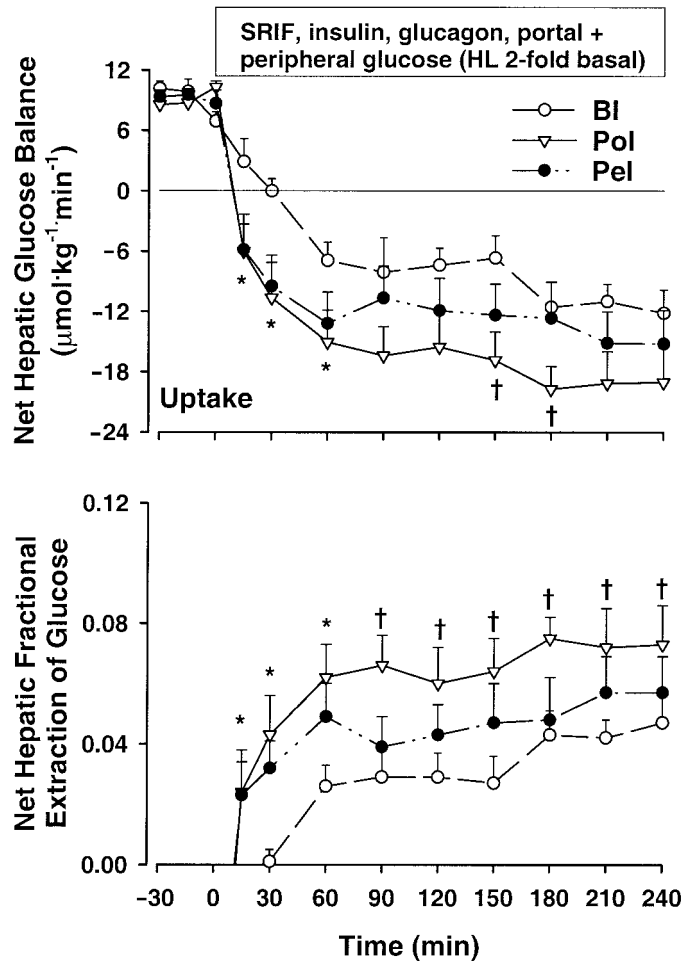 SRIF, insulin, glucagon, portal +
peripheral glucose (HL 2-fold basal)
Net Hepatic Glucose Balance
(μmol·kg⁻¹·min⁻¹)
12
6
0
−6
−12
−18
−24
BI
PoI
PeI
*
*
*
†
†
Uptake
Net Hepatic Fractional
Extraction of Glucose
0.12
0.08
0.04
0.00
*
*
*
†
†
†
†
†
†
−30 0 30 60 90 120 150 180 210 240
Time (min)